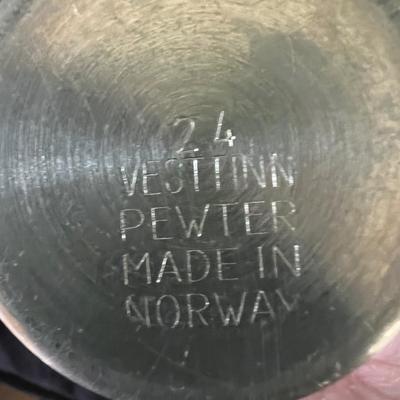 24
VESTTINN
PEWTER
MADE IN
NORWAY